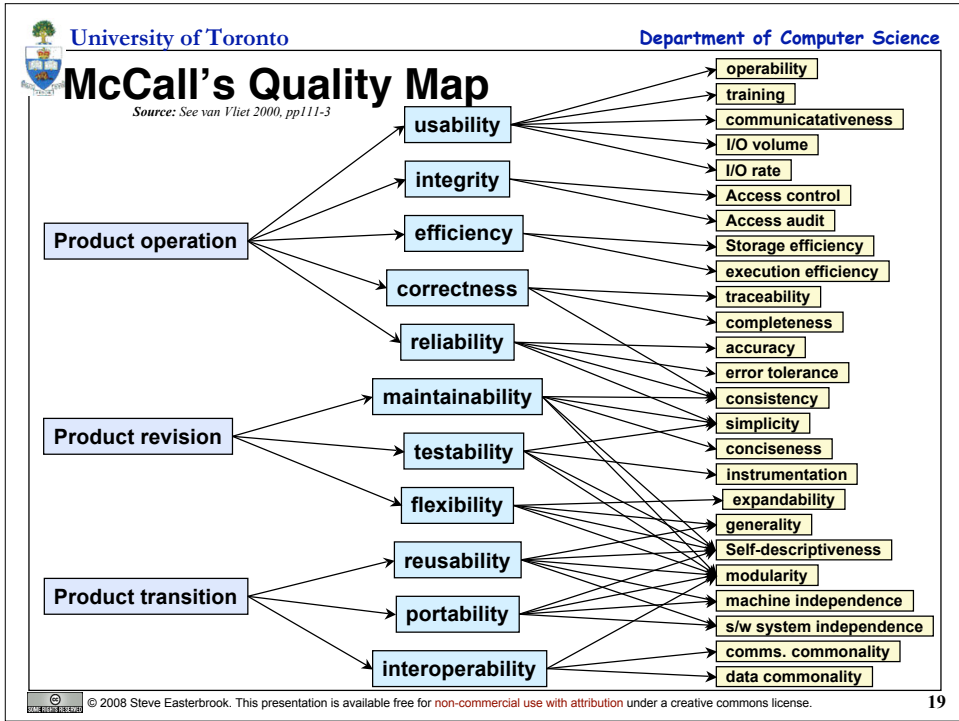 University of Toronto
Department of Computer Science
McCall's Quality Map
Source: See van Vliet 2000, pp111-3
Product operation
Product revision
Product transition
usability
integrity
efficiency
correctness
reliability
maintainability
testability
flexibility
reusability
portability
interoperability
operability
training
communicatativeness
I/O volume
I/O rate
Access control
Access audit
Storage efficiency
execution efficiency
traceability
completeness
accuracy
error tolerance
consistency
simplicity
conciseness
instrumentation
expandability
generality
Self-descriptiveness
modularity
machine independence
s/w system independence
comms. commonality
data commonality
cc
SOME RIGHTS RESERVED
© 2008 Steve Easterbrook. This presentation is available free for non-commercial use with attribution under a creative commons license.
19